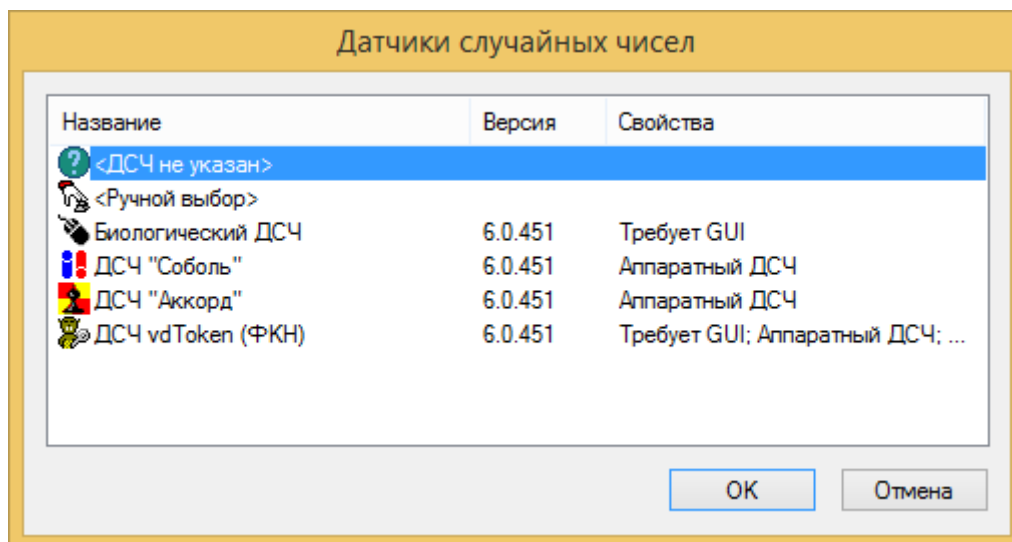 Датчики случайных чисел
Название Версия Свойства
<ДСЧ не указан>
<Ручной выбор>
Биологический ДСЧ 6.0.451 Требует GUI
ДСЧ "Соболь" 6.0.451 Аппаратный ДСЧ
ДСЧ "Аккорд" 6.0.451 Аппаратный ДСЧ
ДСЧ vdToken (ФКН) 6.0.451 Требует GUI; Аппаратный ДСЧ; ...
OK Отмена